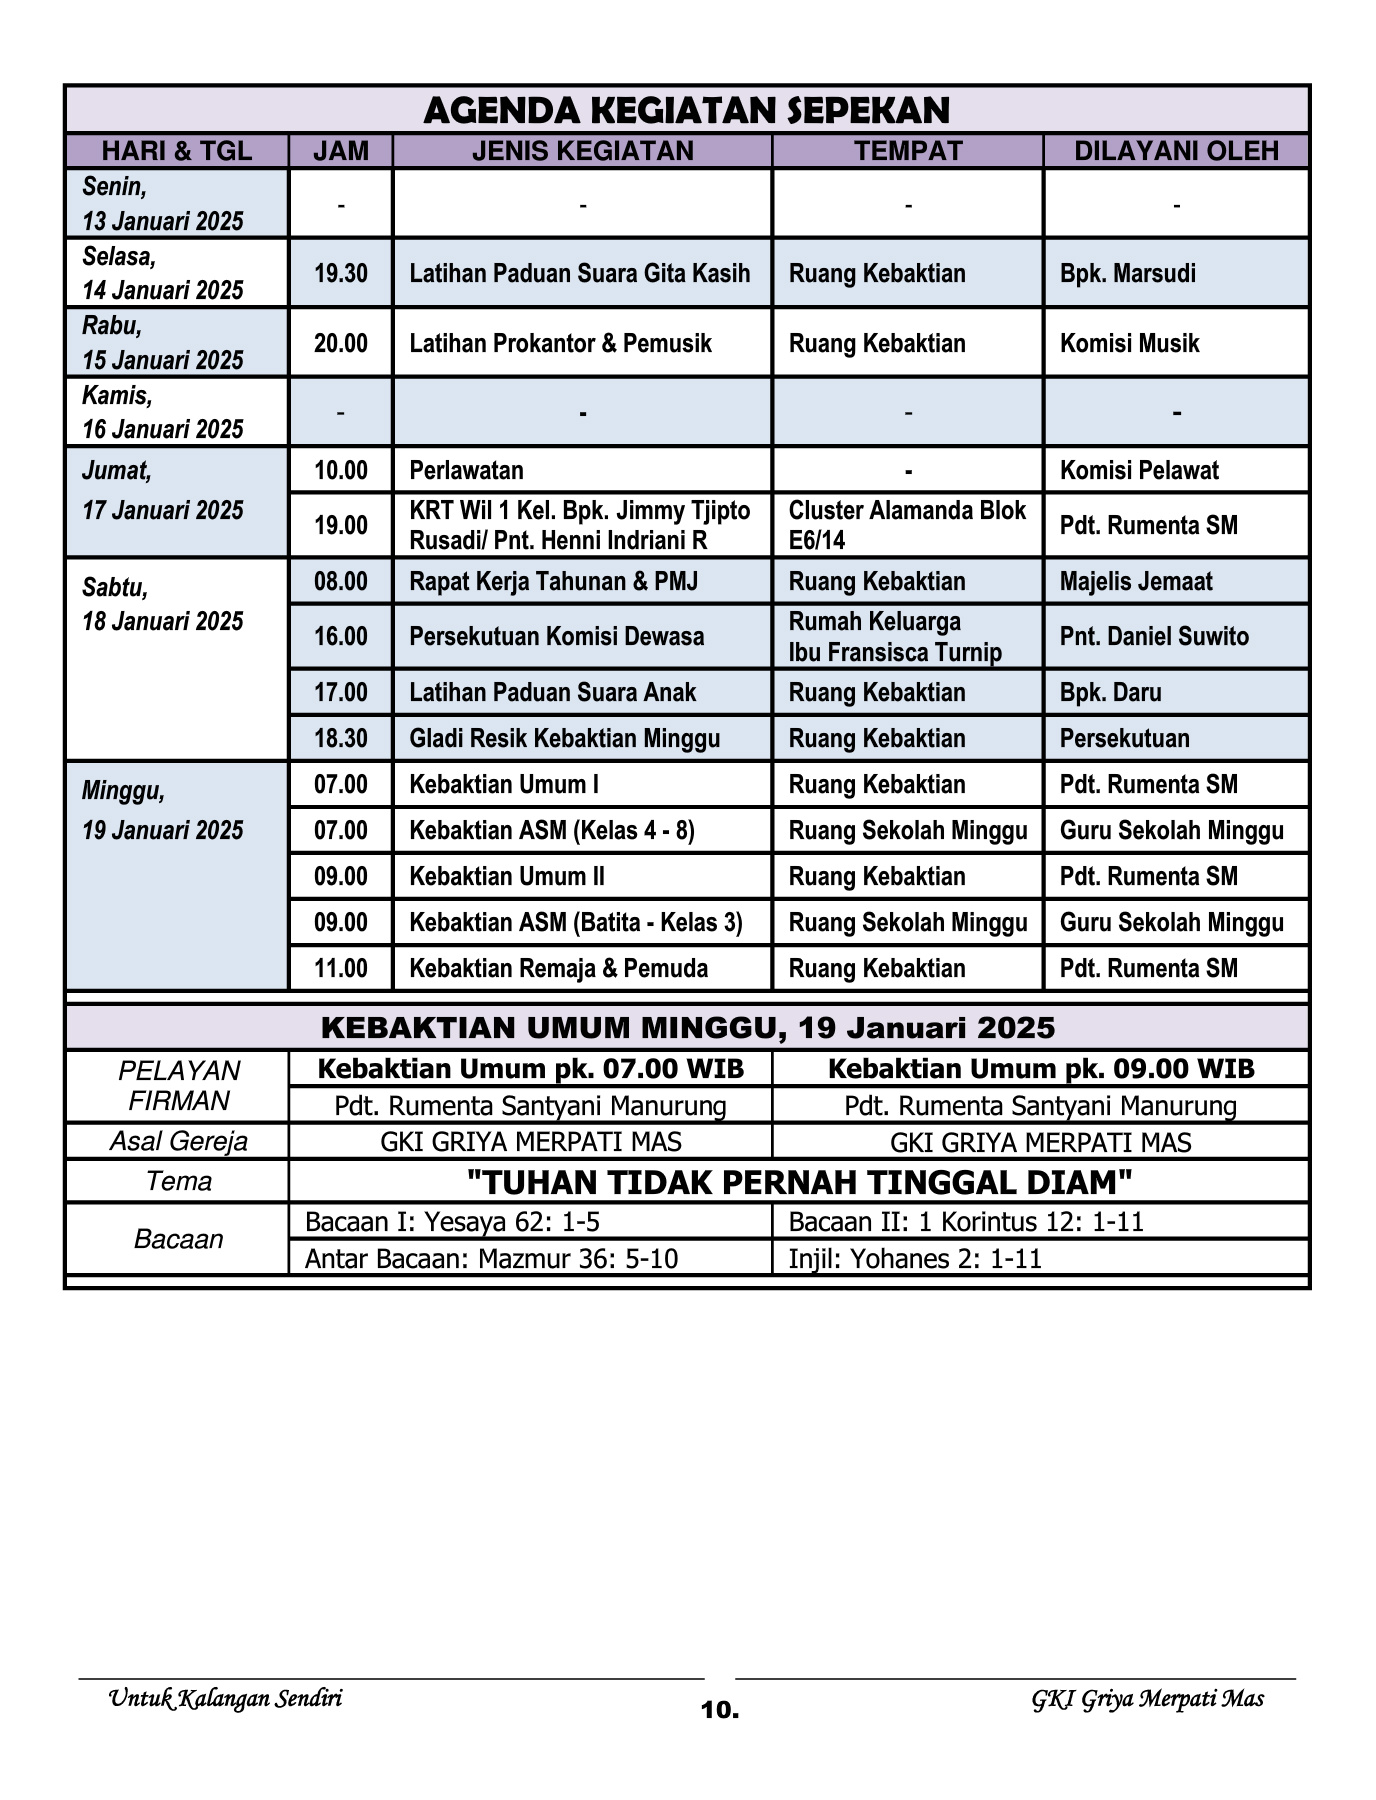 AGENDA KEGIATAN SEPEKAN
HARI & TGL JAM JENIS KEGIATAN TEMPAT DILAYANI OLEH
Senin,
13 Januari 2025 - - - -
Selasa,
14 Januari 2025 19.30 Latihan Paduan Suara Gita Kasih Ruang Kebaktian Bpk. Marsudi
Rabu,
15 Januari 2025 20.00 Latihan Prokantor & Pemusik Ruang Kebaktian Komisi Musik
Kamis,
16 Januari 2025 - - - -
Jumat, 10.00 Perlawatan - Komisi Pelawat
17 Januari 2025 19.00 KRT Wil 1 Kel. Bpk. Jimmy Tjipto Cluster Alamanda Blok Pdt. Rumenta SM
Rusadi/ Pnt. Henni Indriani R E6/14
Sabtu, 08.00 Rapat Kerja Tahunan & PMJ Ruang Kebaktian Majelis Jemaat
18 Januari 2025 16.00 Persekutuan Komisi Dewasa Rumah Keluarga Pnt. Daniel Suwito
Ibu Fransisca Turnip
17.00 Latihan Paduan Suara Anak Ruang Kebaktian Bpk. Daru
18.30 Gladi Resik Kebaktian Minggu Ruang Kebaktian Persekutuan
Minggu, 07.00 Kebaktian Umum I Ruang Kebaktian Pdt. Rumenta SM
19 Januari 2025 07.00 Kebaktian ASM (Kelas 4 - 8) Ruang Sekolah Minggu Guru Sekolah Minggu
09.00 Kebaktian Umum II Ruang Kebaktian Pdt. Rumenta SM
09.00 Kebaktian ASM (Batita - Kelas 3) Ruang Sekolah Minggu Guru Sekolah Minggu
11.00 Kebaktian Remaja & Pemuda Ruang Kebaktian Pdt. Rumenta SM
KEBAKTIAN UMUM MINGGU, 19 Januari 2025
PELAYAN Kebaktian Umum pk. 07.00 WIB Kebaktian Umum pk. 09.00 WIB
FIRMAN Pdt. Rumenta Santyani Manurung Pdt. Rumenta Santyani Manurung
Asal Gereja GKI GRIYA MERPATI MAS GKI GRIYA MERPATI MAS
Tema "TUHAN TIDAK PERNAH TINGGAL DIAM"
Bacaan Bacaan I: Yesaya 62: 1-5 Bacaan II: 1 Korintus 12: 1-11
Antar Bacaan: Mazmur 36: 5-10 Injil: Yohanes 2: 1-11
Untuk Kalangan Sendiri 10. GKI Griya Merpati Mas